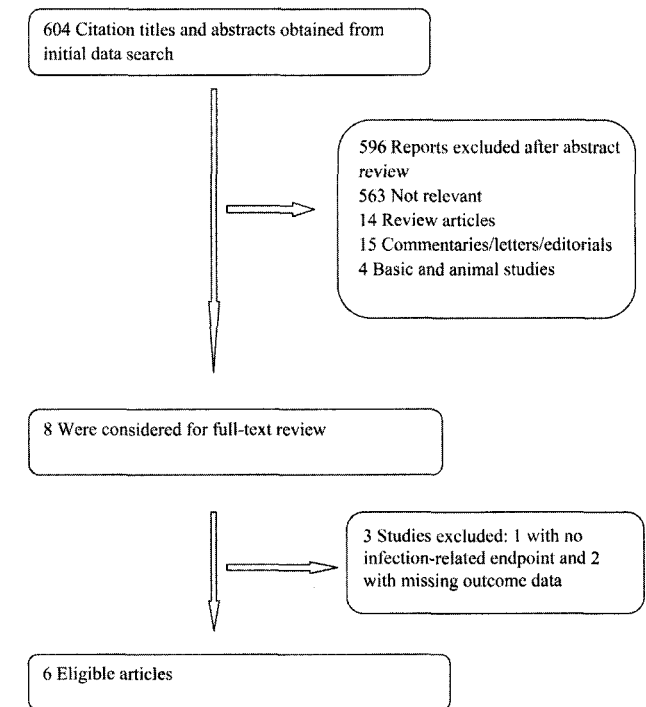 604 Citation titles and abstracts obtained from
initial data search
596 Reports excluded after abstract
review
563 Not relevant
14 Review articles
15 Commentaries/letters/editorials
4 Basic and animal studies
8 Were considered for full-text review
3 Studies excluded: 1 with no
infection-related endpoint and 2
with missing outcome data
6 Eligible articles